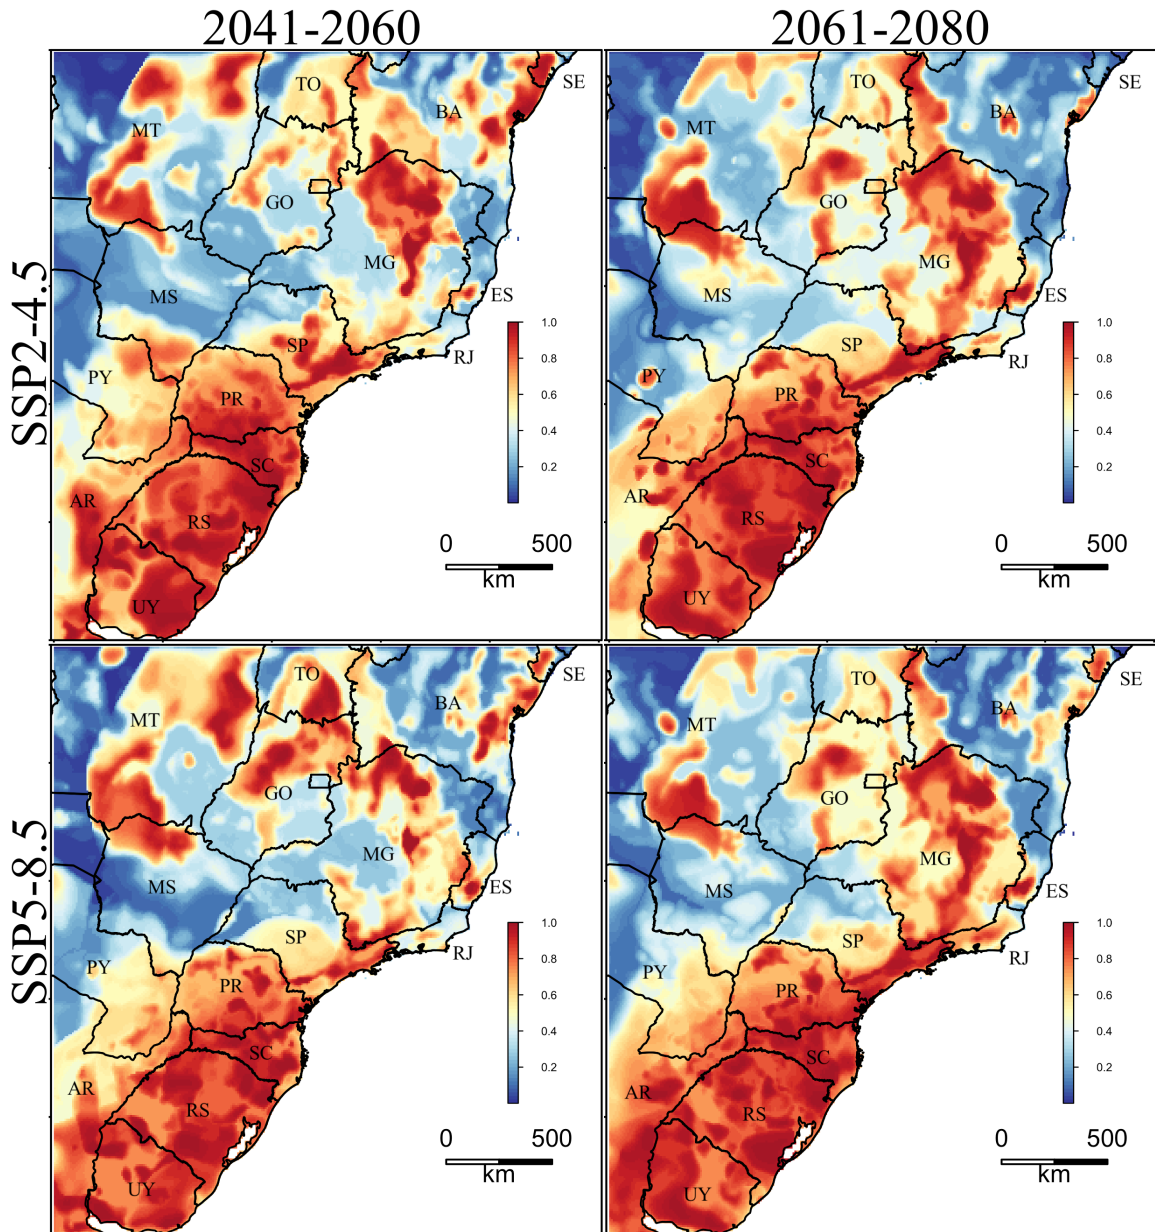 2041-2060 2061-2080
SSP2-4.5
TO
SE
BA
MT
GO
MG
MS
ES
SP
RJ
PY
PR
SC
AR
RS
UY
1.0
0.8
0.6
0.4
0.2
0 500
km
TO
SE
BA
MT
GO
MG
MS
ES
SP
RJ
PY
PR
SC
AR
RS
UY
1.0
0.8
0.6
0.4
0.2
0 500
km
SSP5-8.5
TO
SE
BA
MT
GO
MG
MS
ES
SP
RJ
PY
PR
SC
AR
RS
UY
1.0
0.8
0.6
0.4
0.2
0 500
km
TO
SE
BA
MT
GO
MG
MS
ES
SP
RJ
PY
PR
SC
AR
RS
UY
1.0
0.8
0.6
0.4
0.2
0 500
km